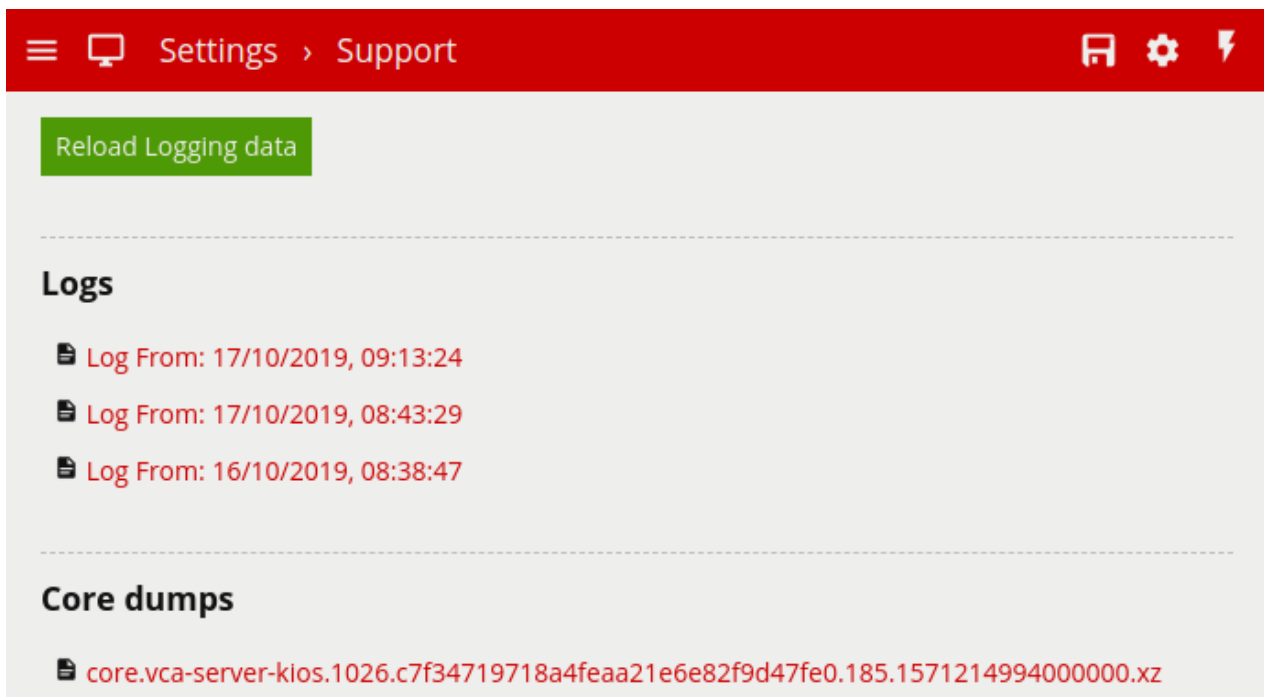 Settings › Support
Reload Logging data
Logs
Log From: 17/10/2019, 09:13:24
Log From: 17/10/2019, 08:43:29
Log From: 16/10/2019, 08:38:47
Core dumps
core.vca-server-kios.1026.c7f34719718a4feaa21e6e82f9d47fe0.185.1571214994000000.xz